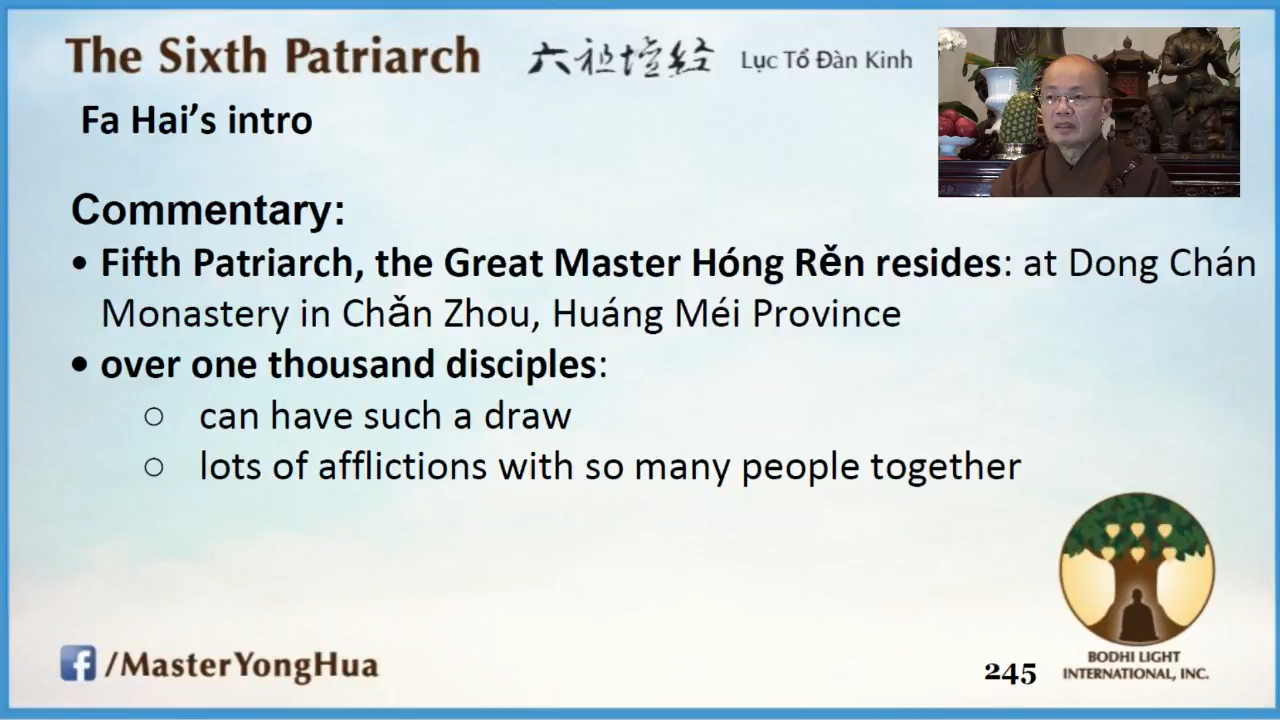 The Sixth Patriarch 六祖壇经 Lục Tổ Đàn Kinh
Fa Hai's intro
Commentary:
• Fifth Patriarch, the Great Master Hóng Rěn resides: at Dong Chán
Monastery in Chǎn Zhou, Huáng Méi Province
• over one thousand disciples:
○ can have such a draw
○ lots of afflictions with so many people together
f /MasterYongHua
245
BODHI LIGHT
INTERNATIONAL, INC.